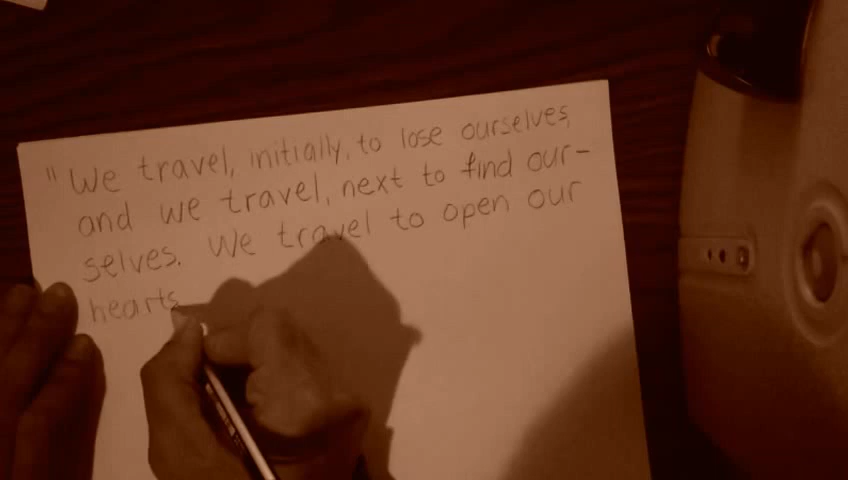 "We travel, initially, to lose ourselves,
and we travel, next to find our-
selves. We travel to open our
hearts